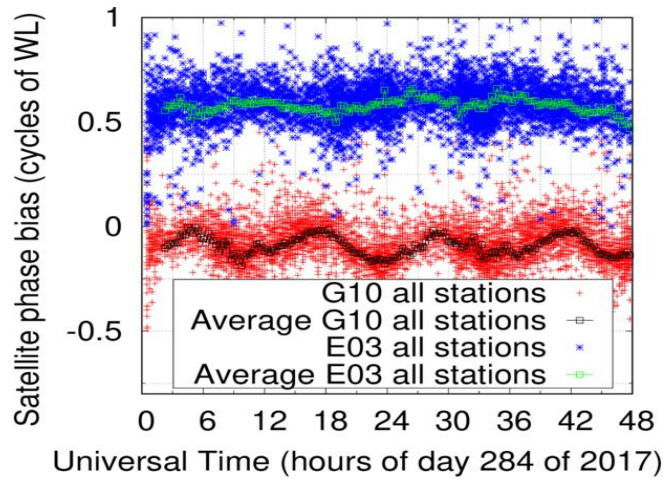 Satellite phase bias (cycles of WL)
1
0.5
0
-0.5
G10 all stations
Average G10 all stations
E03 all stations
Average E03 all stations
0 6 12 18 24 30 36 42 48
Universal Time (hours of day 284 of 2017)